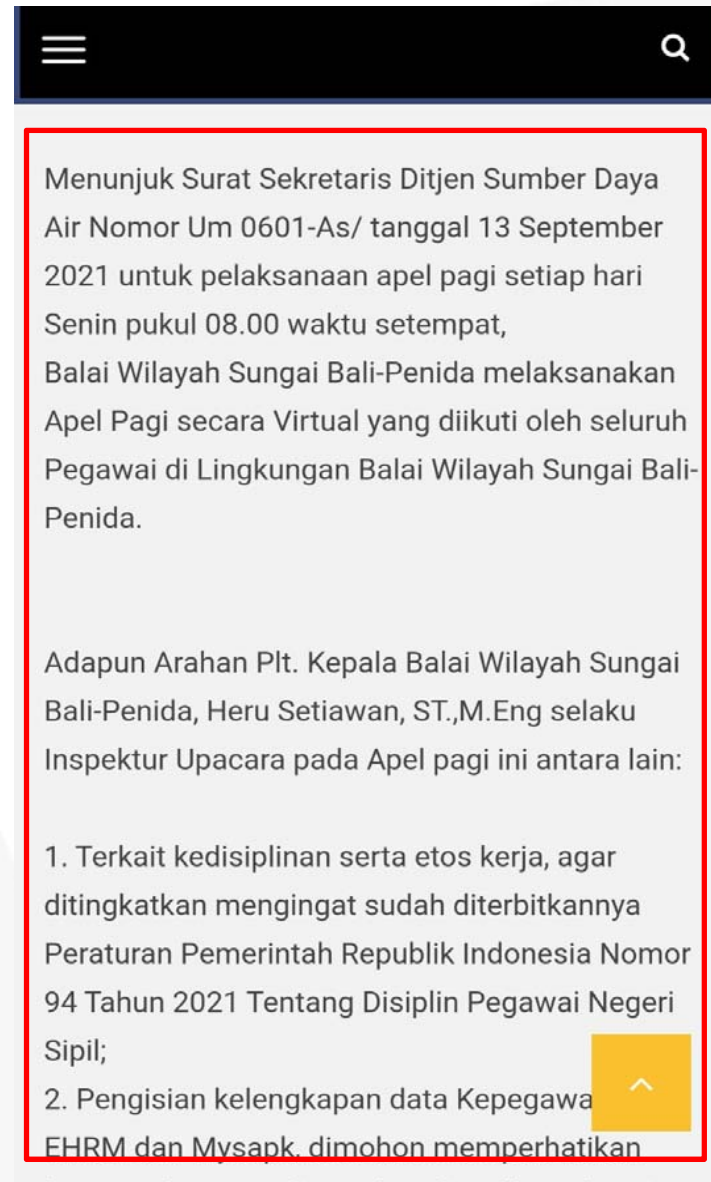 Menunjuk Surat Sekretaris Ditjen Sumber Daya
Air Nomor Um 0601-As/ tanggal 13 September
2021 untuk pelaksanaan apel pagi setiap hari
Senin pukul 08.00 waktu setempat,
Balai Wilayah Sungai Bali-Penida melaksanakan
Apel Pagi secara Virtual yang diikuti oleh seluruh
Pegawai di Lingkungan Balai Wilayah Sungai Bali-
Penida.
Adapun Arahan Plt. Kepala Balai Wilayah Sungai
Bali-Penida, Heru Setiawan, ST.,M.Eng selaku
Inspektur Upacara pada Apel pagi ini antara lain:
1. Terkait kedisiplinan serta etos kerja, agar
ditingkatkan mengingat sudah diterbitkannya
Peraturan Pemerintah Republik Indonesia Nomor
94 Tahun 2021 Tentang Disiplin Pegawai Negeri
Sipil;
2. Pengisian kelengkapan data Kepegawa
EHRM dan Mysapk, dimohon memperhatikan